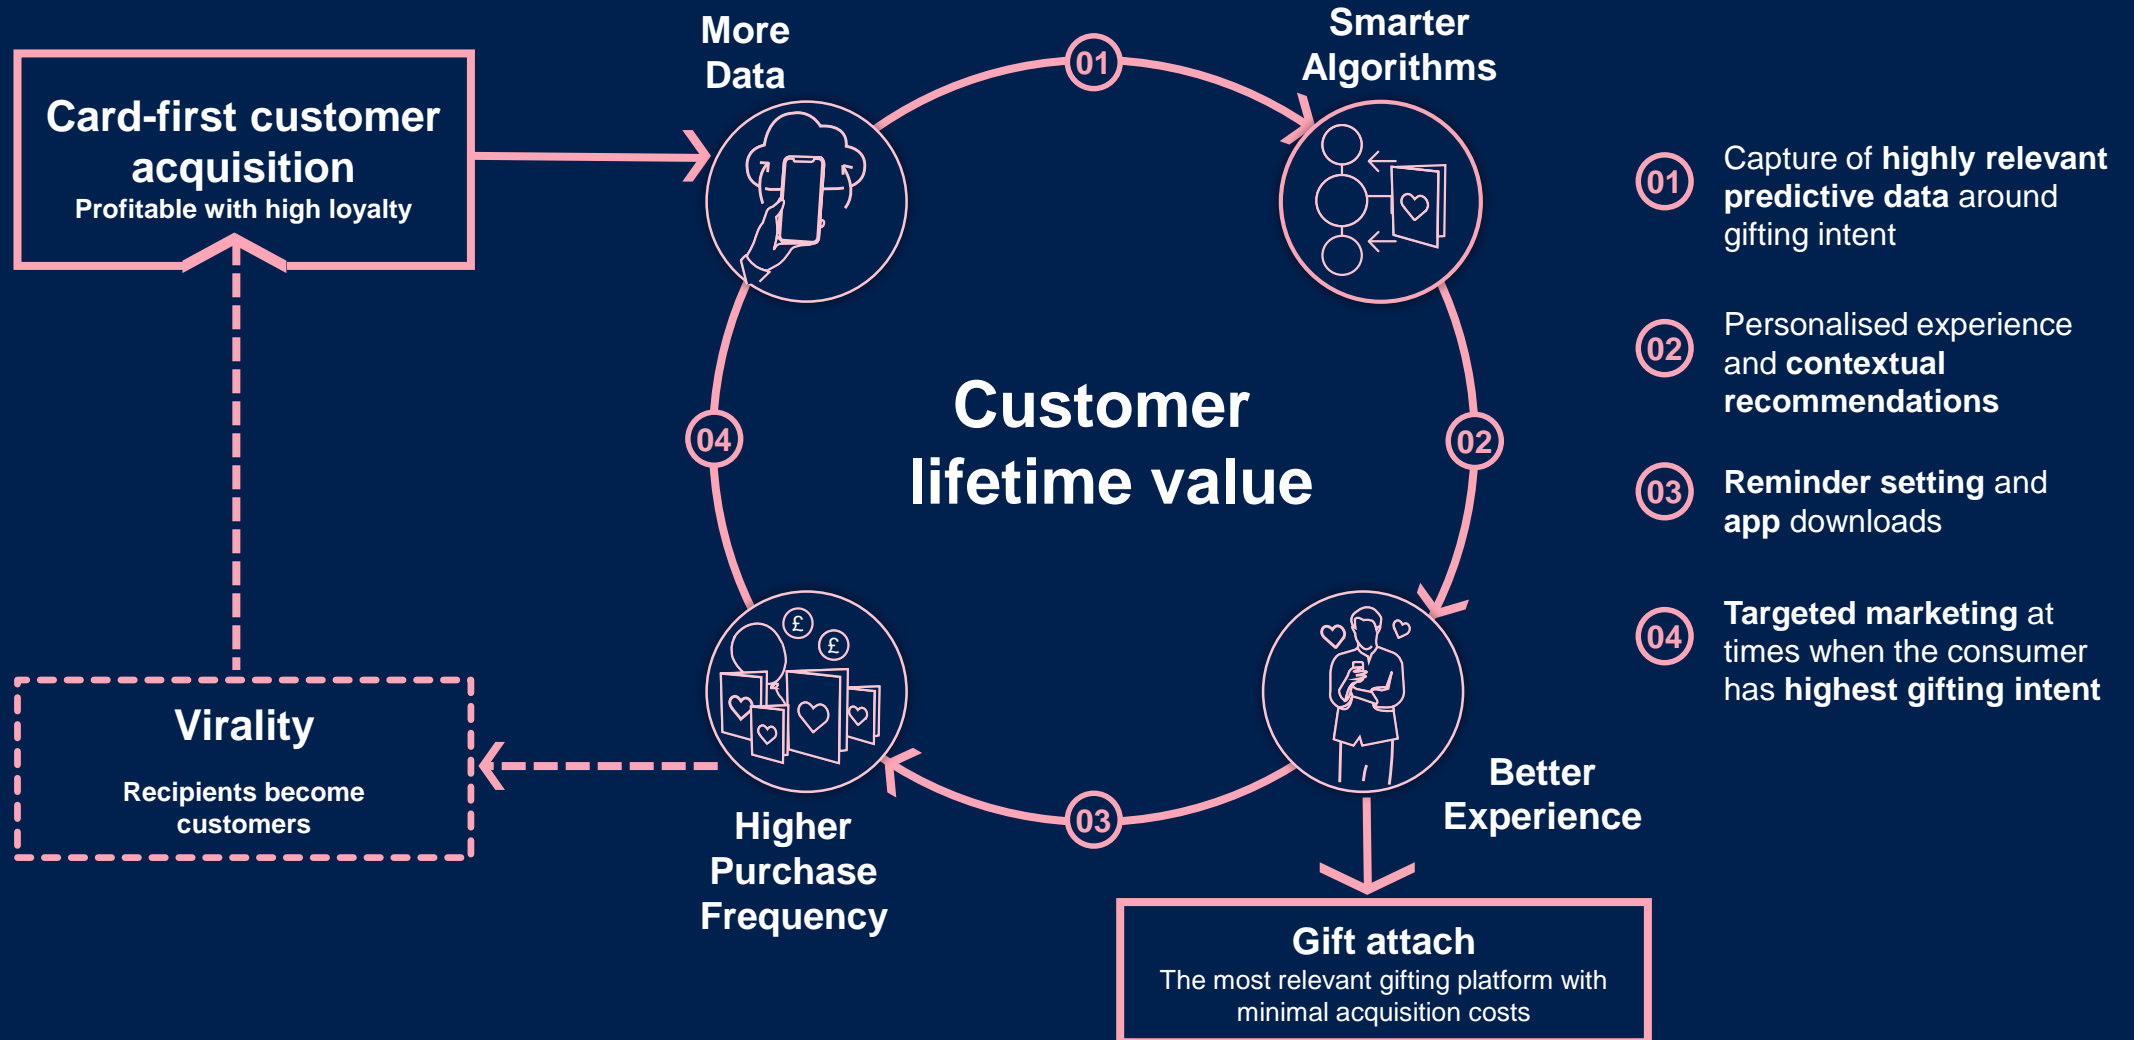 Card-first customer
acquisition
Profitable with high loyalty
More
Data
01
Smarter
Algorithms
Customer
lifetime value
04
02
£
£
Virality
Recipients become
customers
Higher
Purchase
Frequency
03
Better
Experience
Gift attach
The most relevant gifting platform with
minimal acquisition costs
01
Capture of highly relevant
predictive data around
gifting intent
02
Personalised experience
and contextual
recommendations
03
Reminder setting and
app downloads
04
Targeted marketing at
times when the consumer
has highest gifting intent